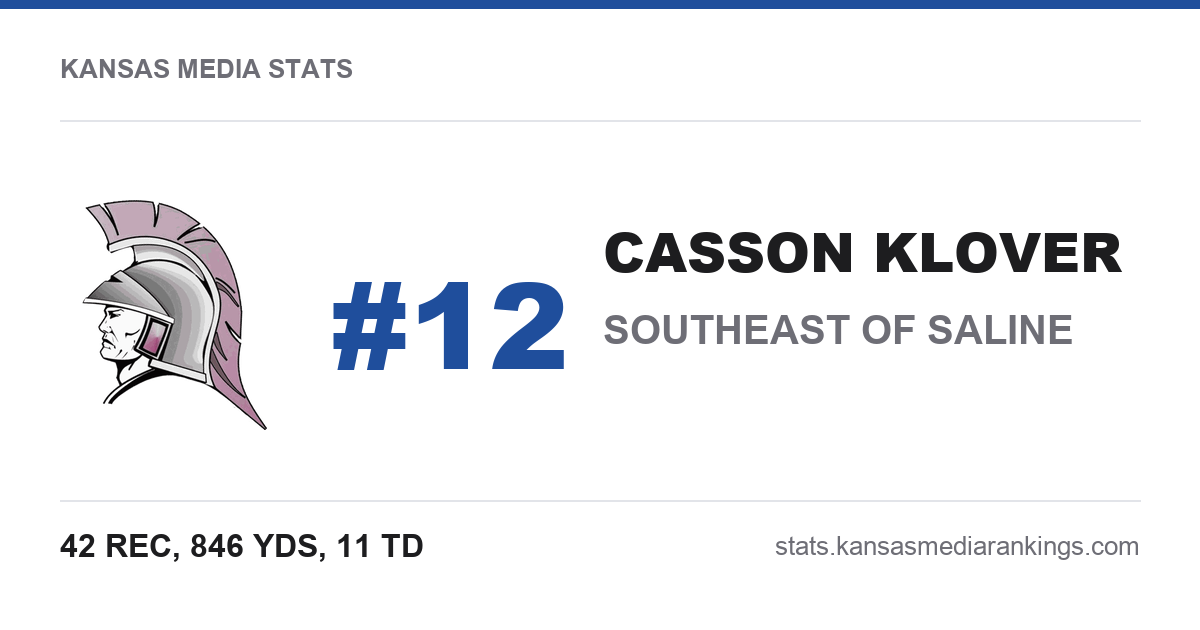 KANSAS MEDIA STATS
#12
CASSON KLOVER
SOUTHEAST OF SALINE
42 REC, 846 YDS, 11 TD
stats.kansasmediarankings.com